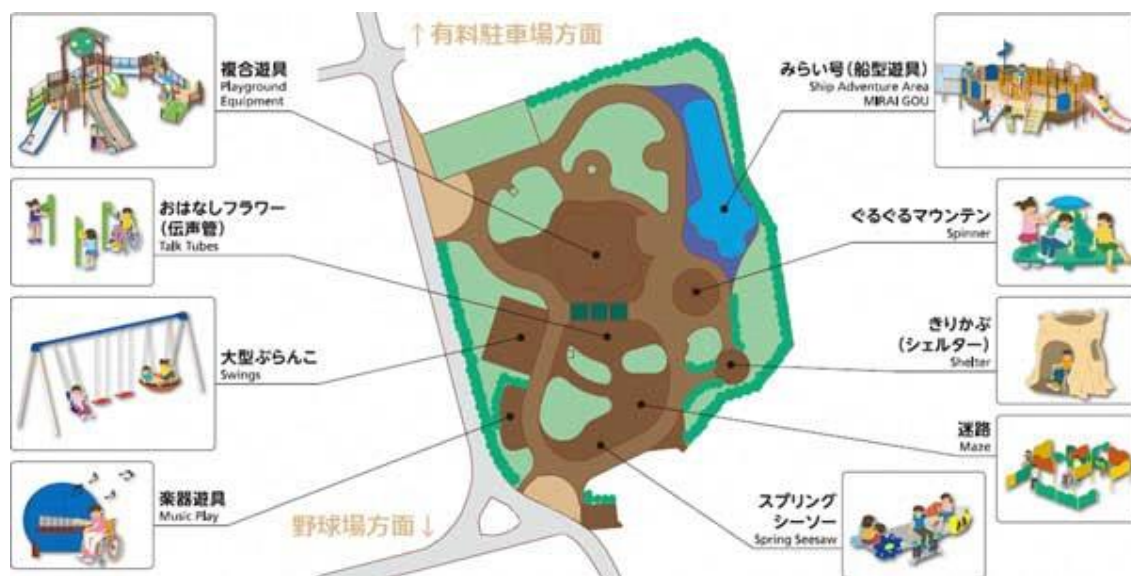 ↑有料駐車場方面
複合遊具
Playground
Equipment
おはなしフラワー
(伝声管)
Talk Tubes
大型ぶらんこ
Swings
楽器遊具
Music Play
野球場方面↓
みらい号(船型遊具)
Ship Adventure Area
MIRAI GOU
ぐるぐるマウンテン
Spinner
きりかぶ
(シェルター)
Shelter
迷路
Maze
スプリング
シーソー
Spring Seesaw